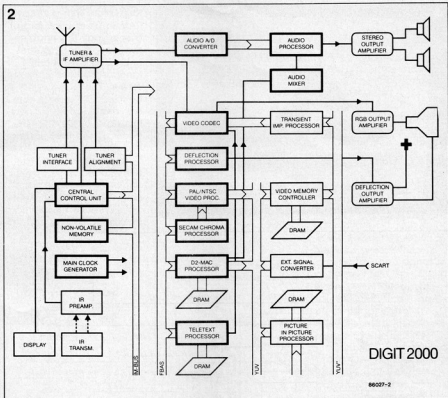 2
TUNER &
IF AMPLIFIER
AUDIO A/D
CONVERTER
AUDIO
PROCESSOR
STEREO
OUTPUT
AMPLIFIER
AUDIO
MIXER
VIDEO CODEC
TRANSIENT
IMP. PROCESSOR
RGB OUTPUT
AMPLIFIER
TUNER
INTERFACE
TUNER
ALIGNMENT
DEFLECTION
PROCESSOR
CENTRAL
CONTROL UNIT
PAL/NTSC
VIDEO PROC.
VIDEO MEMORY
CONTROLLER
DEFLECTION
OUTPUT
AMPLIFIER
NON-VOLATILE
MEMORY
SECAM CHROMA
PROCESSOR
DRAM
MAIN CLOCK
GENERATOR
D2-MAC
PROCESSOR
EXT. SIGNAL
CONVERTER
SCART
IR
PREAMP.
DRAM
DRAM
DISPLAY
IR
TRANSM.
TELETEXT
PROCESSOR
PICTURE
IN PICTURE
PROCESSOR
DRAM
IM-BUS
FBAS
YUV
YUV"
DIGIT 2000
86027-2